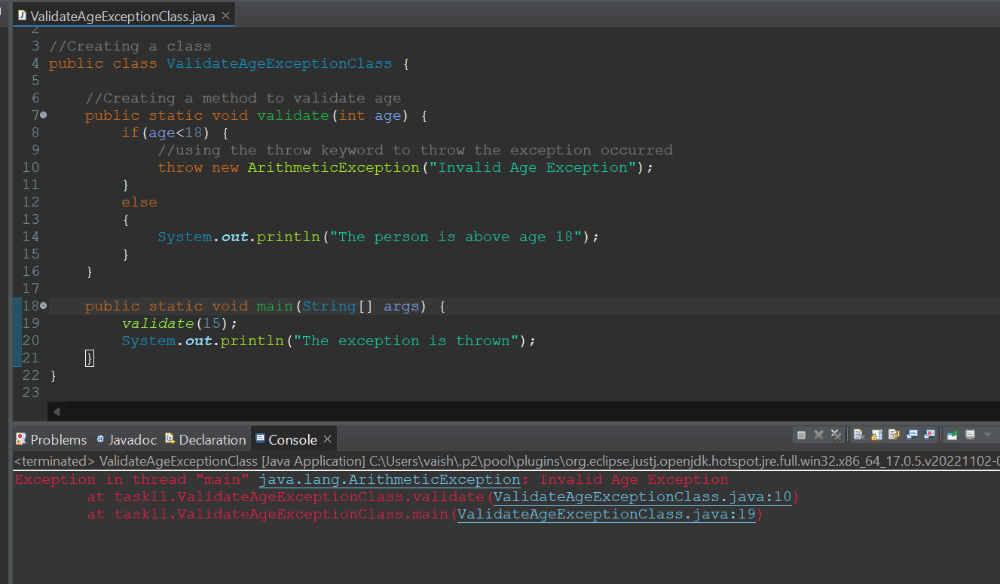 ValidateAgeExceptionClass.java
2
3 //Creating a class
4 public class ValidateAgeExceptionClass {
5
6     //Creating a method to validate age
7     public static void validate(int age) {
8         if(age<18) {
9             //using the throw keyword to throw the exception occurred
10             throw new ArithmeticException("Invalid Age Exception");
11         }
12         else
13         {
14             System.out.println("The person is above age 18");
15         }
16     }
17
18     public static void main(String[] args) {
19         validate(15);
20         System.out.println("The exception is thrown");
21     }
22 }
23
Problems @ Javadoc Declaration Console
<terminated> ValidateAgeExceptionClass [Java Application] C:\Users\vaish\.p2\pool\plugins\org.eclipse.justj.openjdk.hotspot.jre.full.win32.x86_64_17.0.5.v20221102-0
Exception in thread "main" java.lang.ArithmeticException: Invalid Age Exception
        at task11.ValidateAgeExceptionClass.validate(ValidateAgeExceptionClass.java:10)
        at task11.ValidateAgeExceptionClass.main(ValidateAgeExceptionClass.java:19)